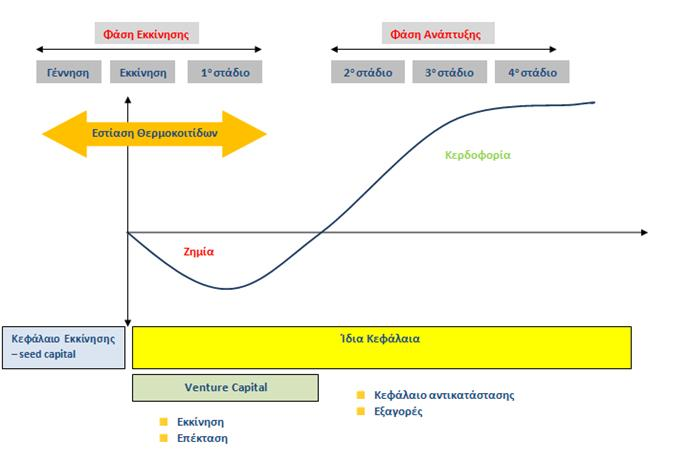 Φάση Εκκίνησης
Φάση Ανάπτυξης
Γέννηση
Εκκίνηση
1ο στάδιο
2ο στάδιο
3ο στάδιο
4ο στάδιο
Εστίαση Θερμοκοιτίδων
Κερδοφορία
Ζημία
Κεφάλαιο Εκκίνησης
– seed capital
Ίδια Κεφάλαια
Venture Capital
Εκκίνηση
Επέκταση
Κεφάλαιο αντικατάστασης
Εξαγορές